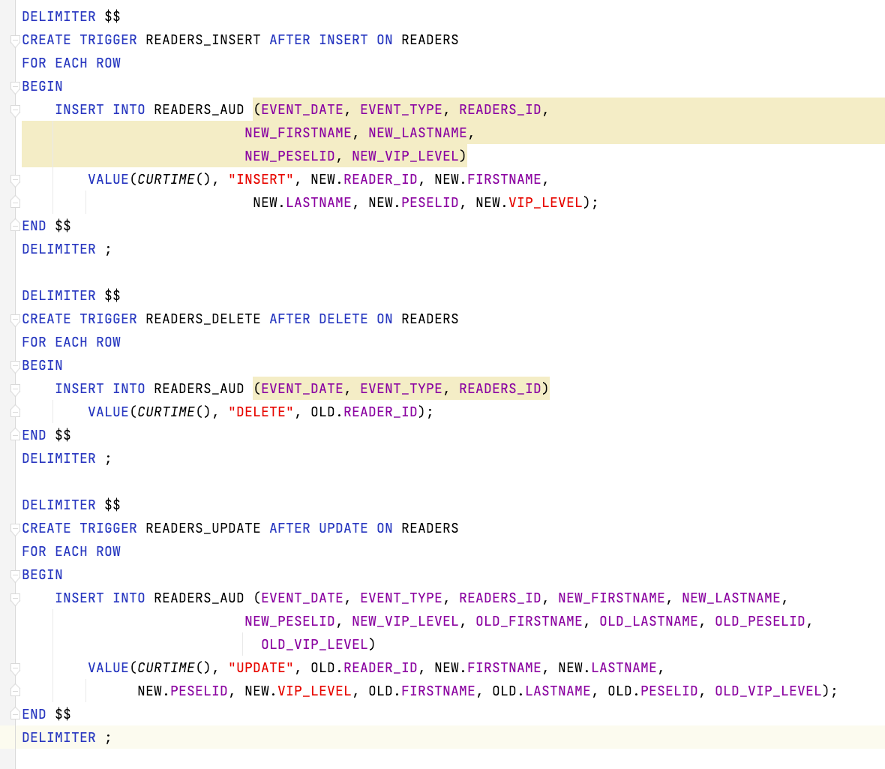 DELIMITER $$
CREATE TRIGGER READERS_INSERT AFTER INSERT ON READERS
FOR EACH ROW
BEGIN
    INSERT INTO READERS_AUD (EVENT_DATE, EVENT_TYPE, READERS_ID,
                           NEW_FIRSTNAME, NEW_LASTNAME,
                           NEW_PESELID, NEW_VIP_LEVEL)
        VALUE(CURTIME(), "INSERT", NEW.READER_ID, NEW.FIRSTNAME,
                            NEW.LASTNAME, NEW.PESELID, NEW.VIP_LEVEL);
END $$
DELIMITER ;

DELIMITER $$
CREATE TRIGGER READERS_DELETE AFTER DELETE ON READERS
FOR EACH ROW
BEGIN
    INSERT INTO READERS_AUD (EVENT_DATE, EVENT_TYPE, READERS_ID)
        VALUE(CURTIME(), "DELETE", OLD.READER_ID);
END $$
DELIMITER ;

DELIMITER $$
CREATE TRIGGER READERS_UPDATE AFTER UPDATE ON READERS
FOR EACH ROW
BEGIN
    INSERT INTO READERS_AUD (EVENT_DATE, EVENT_TYPE, READERS_ID, NEW_FIRSTNAME, NEW_LASTNAME,
                           NEW_PESELID, NEW_VIP_LEVEL, OLD_FIRSTNAME, OLD_LASTNAME, OLD_PESELID,
                             OLD_VIP_LEVEL)
        VALUE(CURTIME(), "UPDATE", OLD.READER_ID, NEW.FIRSTNAME, NEW.LASTNAME,
              NEW.PESELID, NEW.VIP_LEVEL, OLD.FIRSTNAME, OLD.LASTNAME, OLD.PESELID, OLD_VIP_LEVEL);
END $$
DELIMITER ;